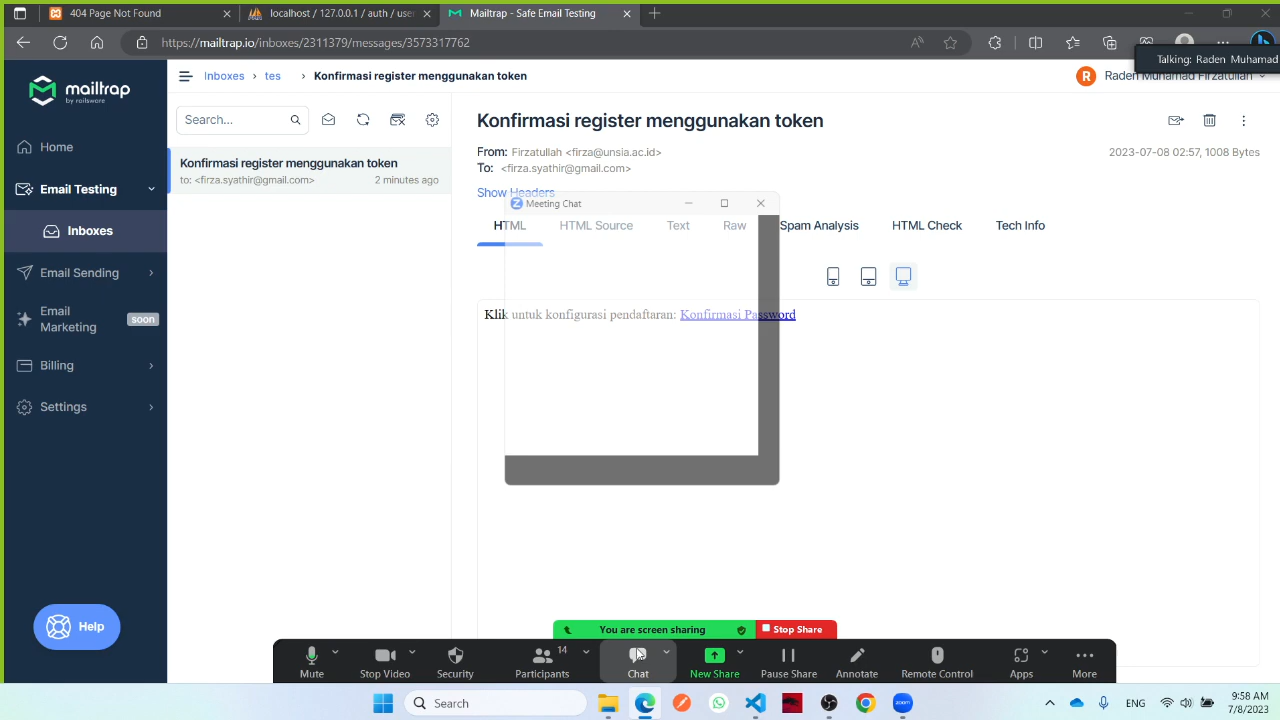 404 Page Not Found
localhost / 127.0.0.1 / auth / user
Mailtrap - Safe Email Testing
https://mailtrap.io/inboxes/2311379/messages/3573317762
Talking: Raden Muhamad
mailtrap
by railsware
Inboxes › tes › Konfirmasi register menggunakan token
R
Raden Muhamad Firzatullah
Search...
Home
Email Testing
Inboxes
Email Sending
Email
Marketing
soon
Billing
Settings
Help
Konfirmasi register menggunakan token
to: <firza.syathir@gmail.com>
2 minutes ago
Konfirmasi register menggunakan token
From: Firzatullah <firza@unsia.ac.id>
2023-07-08 02:57, 1008 Bytes
To: <firza.syathir@gmail.com>
Show Headers
Meeting Chat
HTML
HTML Source
Text
Raw
Spam Analysis
HTML Check
Tech Info
Klik untuk konfigurasi pendaftaran: Konfirmasi Password
You are screen sharing
Stop Share
Mute
Stop Video
Security
14
Participants
Chat
New Share
Pause Share
Annotate
Remote Control
Apps
More
Search
zoom
ENG
9:58 AM
7/8/2023